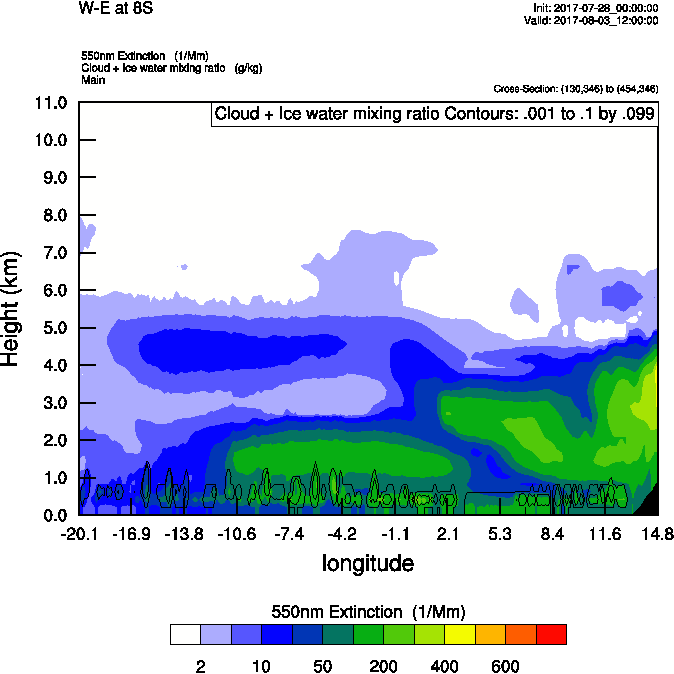 W-E at 8S
Init: 2017-07-28_00:00:00
Valid: 2017-08-03_12:00:00
550nm Extinction (1/Mm)
Cloud + Ice water mixing ratio (g/kg)
Main
Cross-Section: (130,346) to (454,346)
Cloud + Ice water mixing ratio Contours: .001 to .1 by .099
11.0
10.0
9.0
8.0
7.0
6.0
5.0
4.0
3.0
2.0
1.0
0.0
Height (km)
-20.1 -16.9 -13.8 -10.6 -7.4 -4.2 -1.1 2.1 5.3 8.4 11.6 14.8
longitude
550nm Extinction (1/Mm)
2 10 50 200 400 600